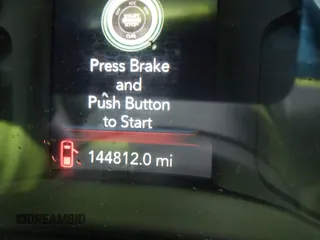 Press Brake
and
Push Button
to Start
144812.0 mi
DREAMBID